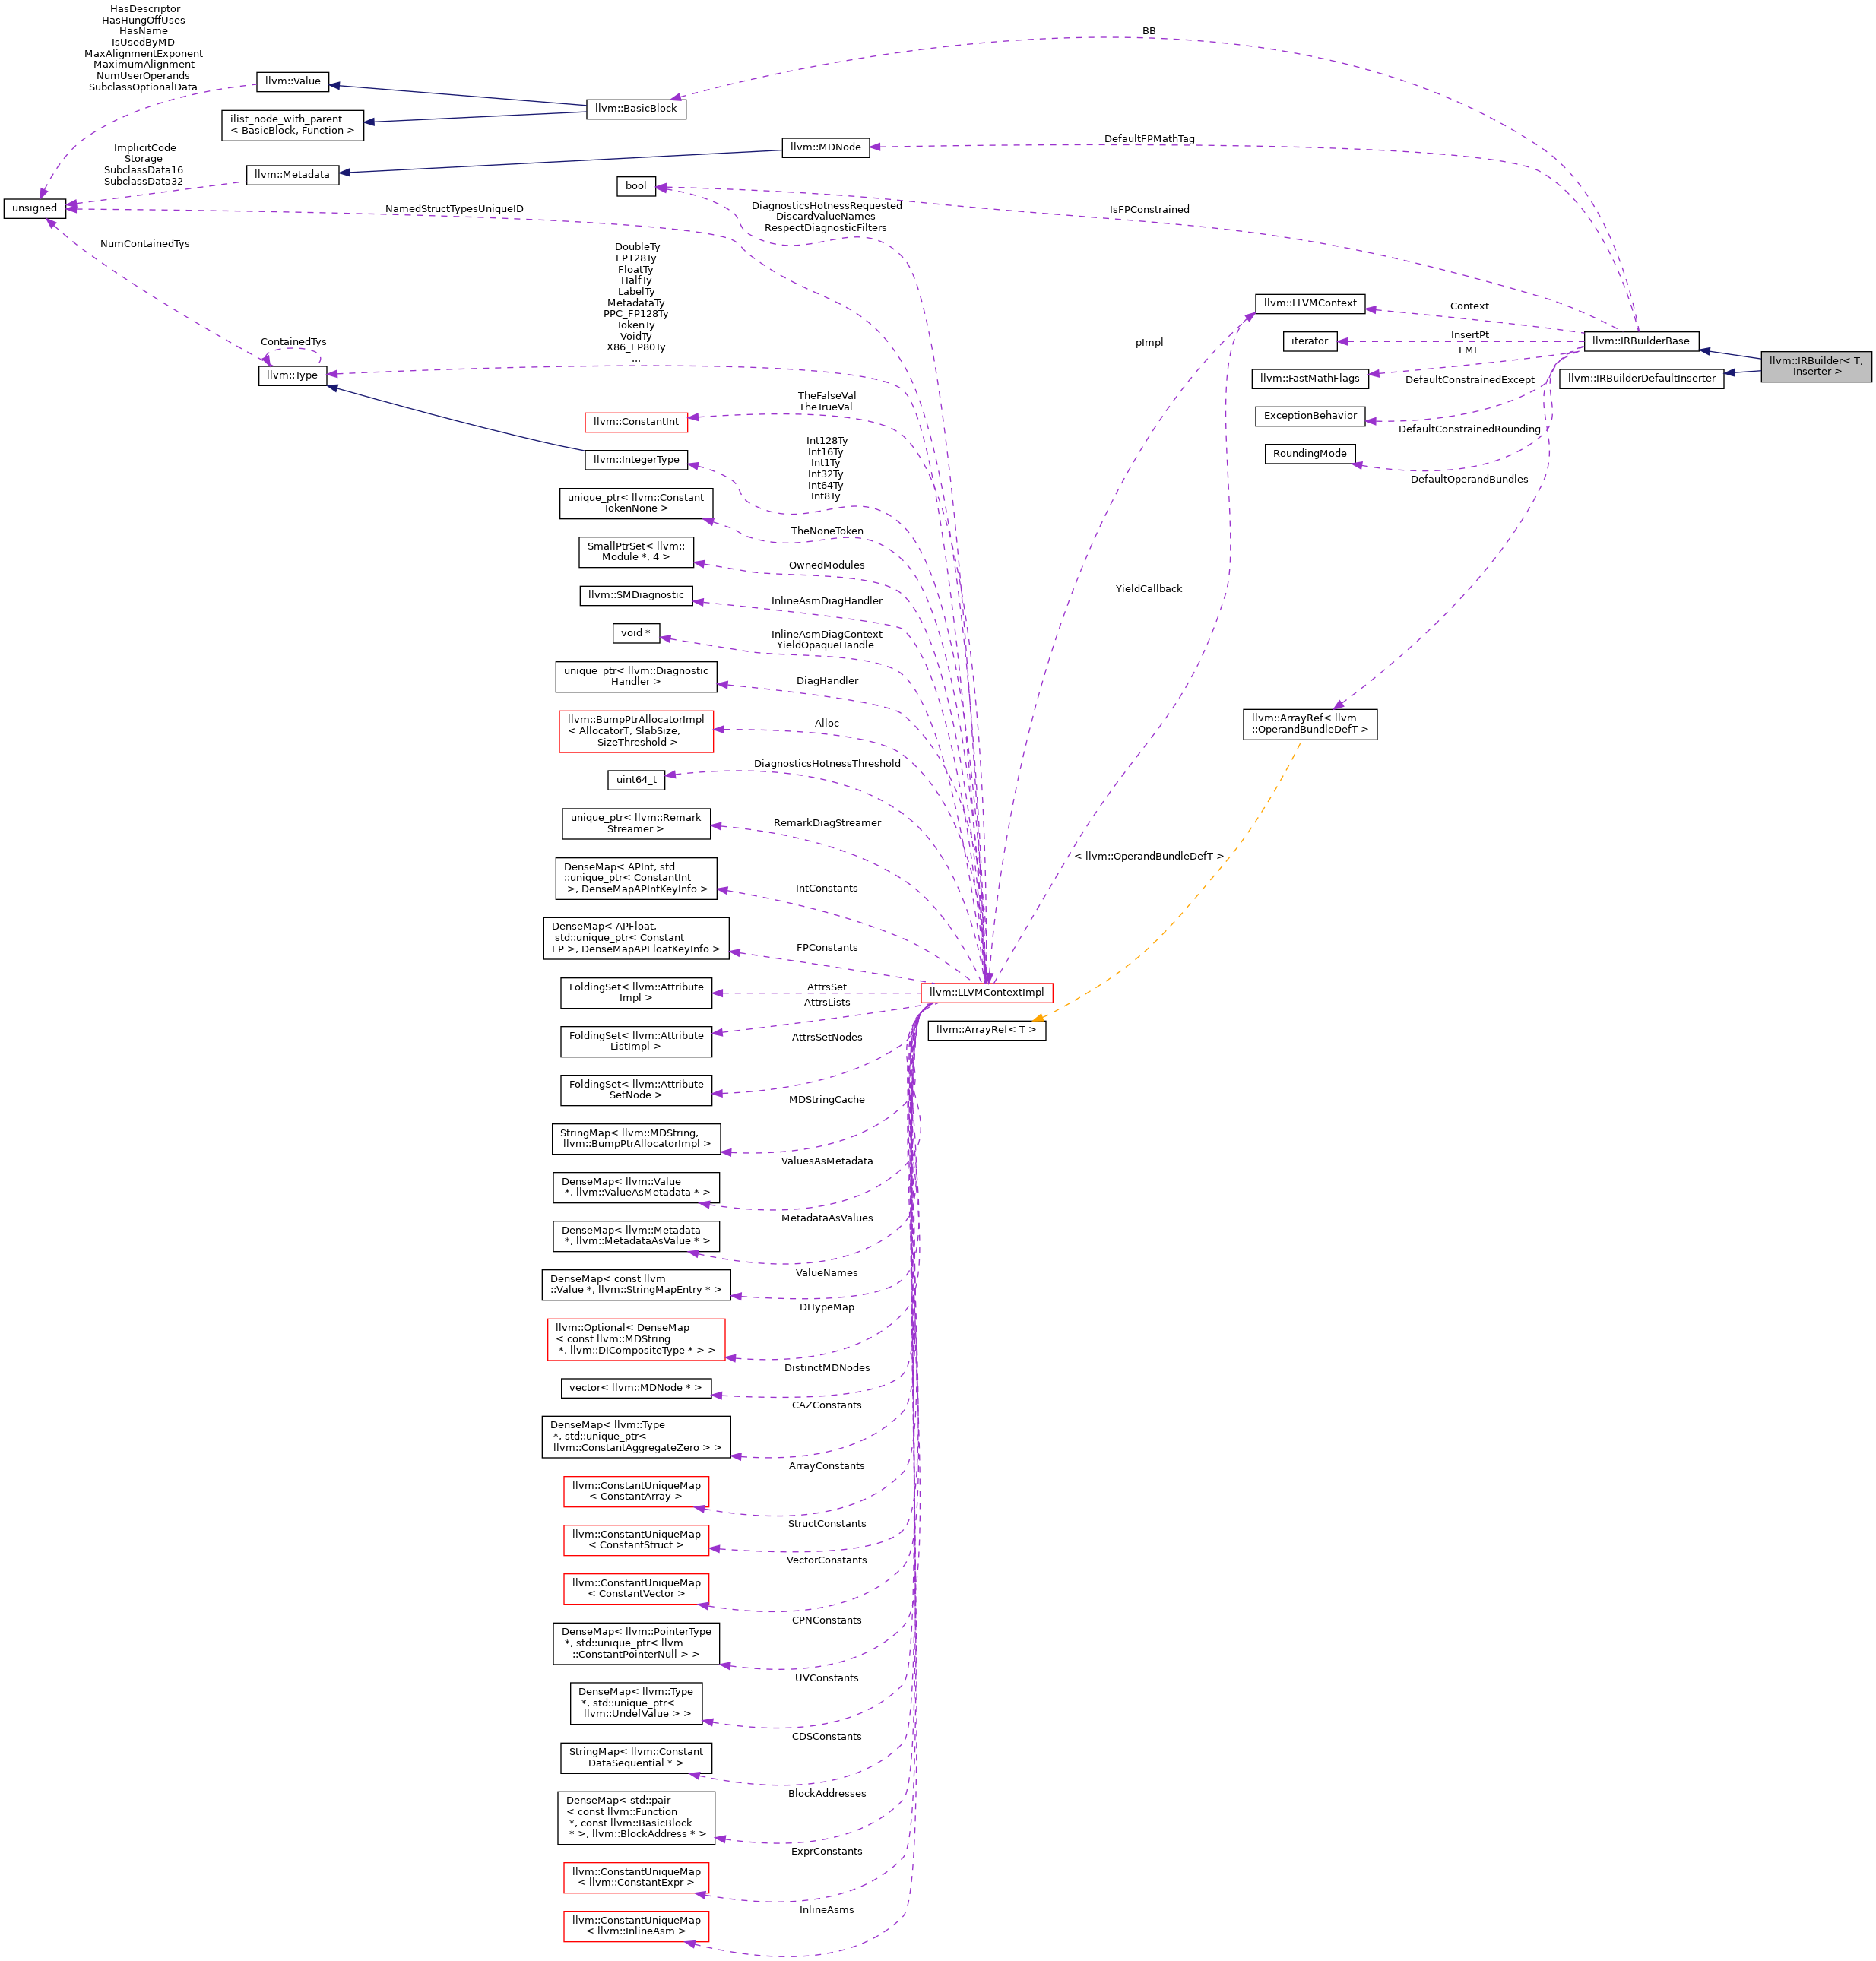 HasDescriptor
HasHungOffUses
HasName
IsUsedByMD
MaxAlignmentExponent
MaximumAlignment
NumUserOperands
SubclassOptionalData
llvm::Value
ilist_node_with_parent
< BasicBlock, Function >
llvm::BasicBlock
BB
ImplicitCode
Storage
SubclassData16
SubclassData32
llvm::Metadata
llvm::MDNode
DefaultFPMathTag
unsigned
bool
NamedStructTypesUniqueID
DiagnosticsHotnessRequested
DiscardValueNames
RespectDiagnosticFilters
IsFPConstrained
NumContainedTys
DoubleTy
FP128Ty
FloatTy
HalfTy
LabelTy
MetadataTy
PPC_FP128Ty
TokenTy
VoidTy
X86_FP80Ty
...
ContainedTys
llvm::Type
pImpl
llvm::LLVMContext
Context
iterator
InsertPt
FMF
llvm::FastMathFlags
DefaultConstrainedExcept
ExceptionBehavior
DefaultConstrainedRounding
RoundingMode
DefaultOperandBundles
llvm::IRBuilderBase
llvm::IRBuilderDefaultInserter
llvm::IRBuilder< T,
Inserter >
llvm::ConstantInt
TheFalseVal
TheTrueVal
llvm::IntegerType
Int128Ty
Int16Ty
Int1Ty
Int32Ty
Int64Ty
Int8Ty
unique_ptr< llvm::Constant
TokenNone >
TheNoneToken
SmallPtrSet< llvm::
Module *, 4 >
OwnedModules
llvm::SMDiagnostic
InlineAsmDiagHandler
YieldCallback
void *
InlineAsmDiagContext
YieldOpaqueHandle
unique_ptr< llvm::Diagnostic
Handler >
DiagHandler
llvm::BumpPtrAllocatorImpl
< AllocatorT, SlabSize,
SizeThreshold >
Alloc
llvm::ArrayRef< llvm
::OperandBundleDefT >
uint64_t
DiagnosticsHotnessThreshold
unique_ptr< llvm::Remark
Streamer >
RemarkDiagStreamer
< llvm::OperandBundleDefT >
DenseMap< APInt, std
::unique_ptr< ConstantInt
>, DenseMapAPIntKeyInfo >
IntConstants
DenseMap< APFloat,
std::unique_ptr< Constant
FP >, DenseMapAPFloatKeyInfo >
FPConstants
FoldingSet< llvm::Attribute
Impl >
AttrsSet
llvm::LLVMContextImpl
AttrsLists
llvm::ArrayRef< T >
FoldingSet< llvm::Attribute
ListImpl >
AttrsSetNodes
FoldingSet< llvm::Attribute
SetNode >
MDStringCache
StringMap< llvm::MDString,
llvm::BumpPtrAllocatorImpl >
ValuesAsMetadata
DenseMap< llvm::Value
*, llvm::ValueAsMetadata * >
MetadataAsValues
DenseMap< llvm::Metadata
*, llvm::MetadataAsValue * >
ValueNames
DenseMap< const llvm
::Value *, llvm::StringMapEntry * >
DITypeMap
llvm::Optional< DenseMap
< const llvm::MDString
*, llvm::DICompositeType * > >
DistinctMDNodes
vector< llvm::MDNode * >
CAZConstants
DenseMap< llvm::Type
*, std::unique_ptr<
llvm::ConstantAggregateZero > >
ArrayConstants
llvm::ConstantUniqueMap
< ConstantArray >
StructConstants
llvm::ConstantUniqueMap
< ConstantStruct >
VectorConstants
llvm::ConstantUniqueMap
< ConstantVector >
CPNConstants
DenseMap< llvm::PointerType
*, std::unique_ptr< llvm
::ConstantPointerNull > >
UVConstants
DenseMap< llvm::Type
*, std::unique_ptr<
llvm::UndefValue > >
CDSConstants
StringMap< llvm::Constant
DataSequential * >
BlockAddresses
DenseMap< std::pair
< const llvm::Function
*, const llvm::BasicBlock
* >, llvm::BlockAddress * >
ExprConstants
llvm::ConstantUniqueMap
< llvm::ConstantExpr >
InlineAsms
llvm::ConstantUniqueMap
< llvm::InlineAsm >